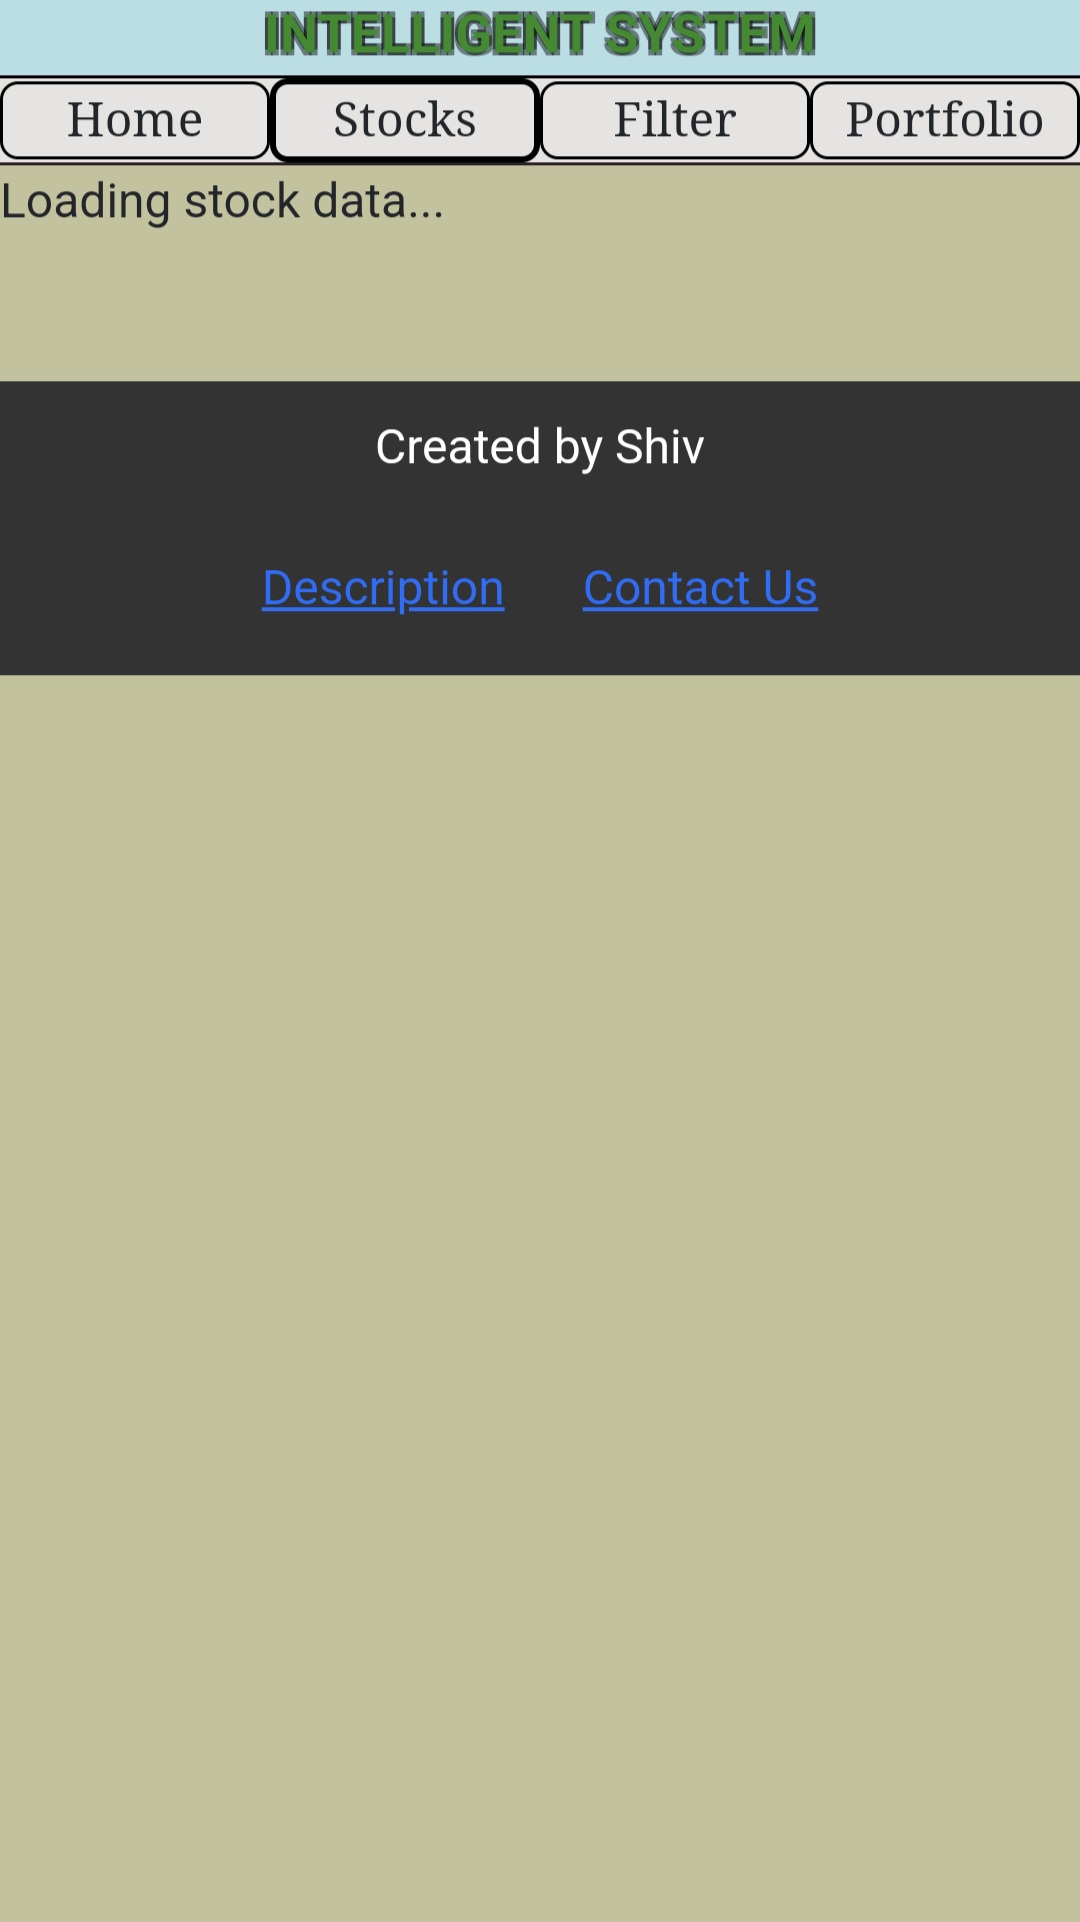 INTELLIGENT SYSTEM
Home Stocks Filter Portfolio
Loading stock data...
Created by Shiv
Description Contact Us